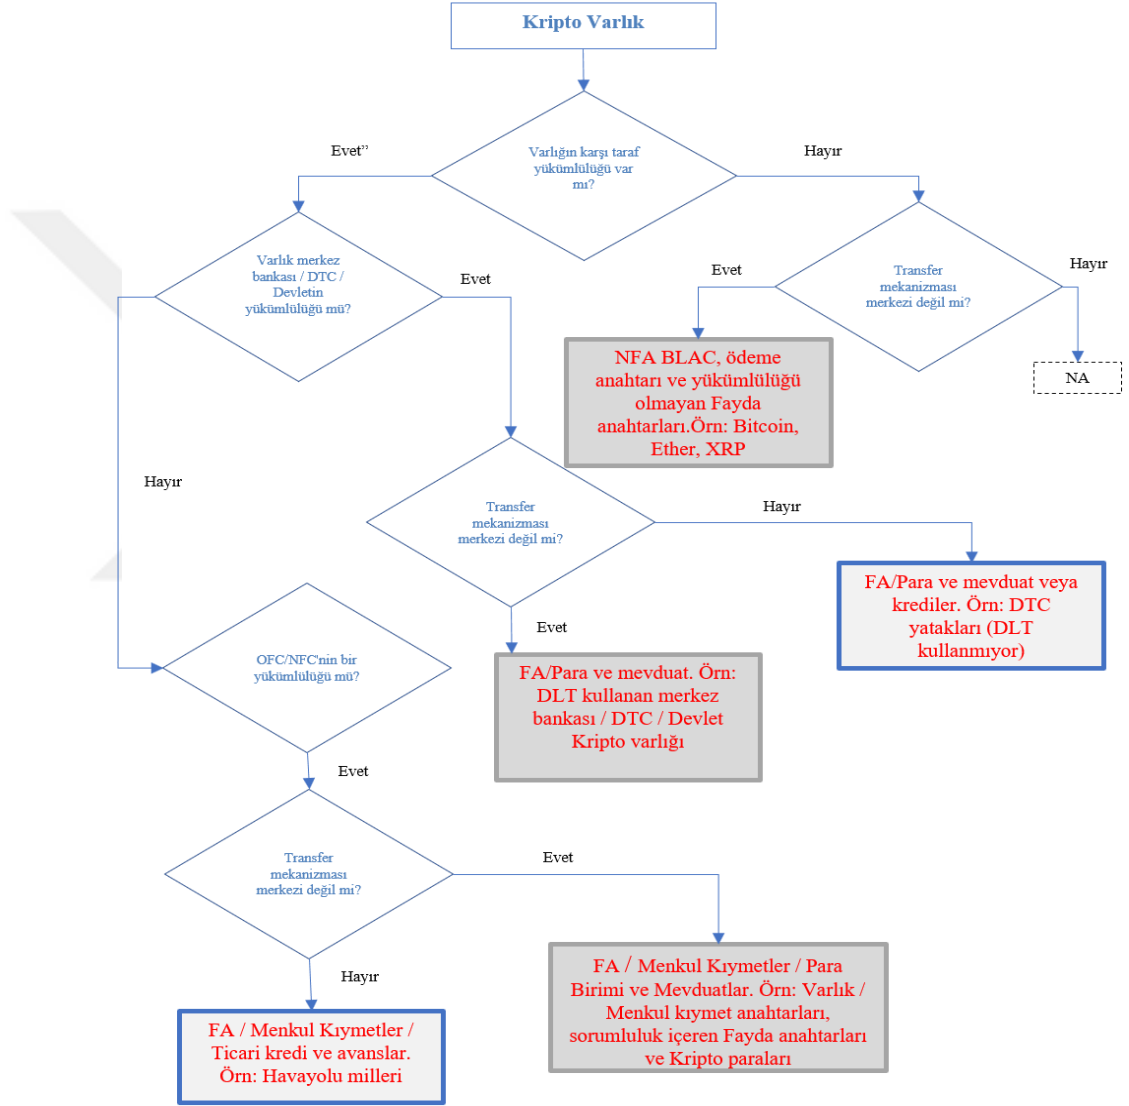 Kripto Varlık
Varlığın karşı taraf
yükümlülüğü var
mı?
Evet”
Hayır
Varlık merkez
bankası / DTC /
Devletin
yükümlülüğü mü?
Evet
Evet
Transfer
mekanizması
merkezi değil mi?
Hayır
NFA BLAC, ödeme
anahtarı ve yükümlülüğü
olmayan Fayda
anahtarları.Örn: Bitcoin,
Ether, XRP
NA
Hayır
Transfer
mekanizması
merkezi değil mi?
Hayır
FA/Para ve mevduat veya
krediler. Örn: DTC
yatakları (DLT
kullanmıyor)
Evet
OFC/NFC'nin bir
yükümlülüğü mü?
FA/Para ve mevduat. Örn:
DLT kullanan merkez
bankası / DTC / Devlet
Kripto varlığı
Evet
Transfer
mekanizması
merkezi değil mi?
Evet
Hayır
FA / Menkul Kıymetler / Para
Birimi ve Mevduatlar. Örn: Varlık /
Menkul kıymet anahtarları,
sorumluluk içeren Fayda anahtarları
ve Kripto paraları
FA / Menkul Kıymetler /
Ticari kredi ve avanslar.
Örn: Havayolu milleri